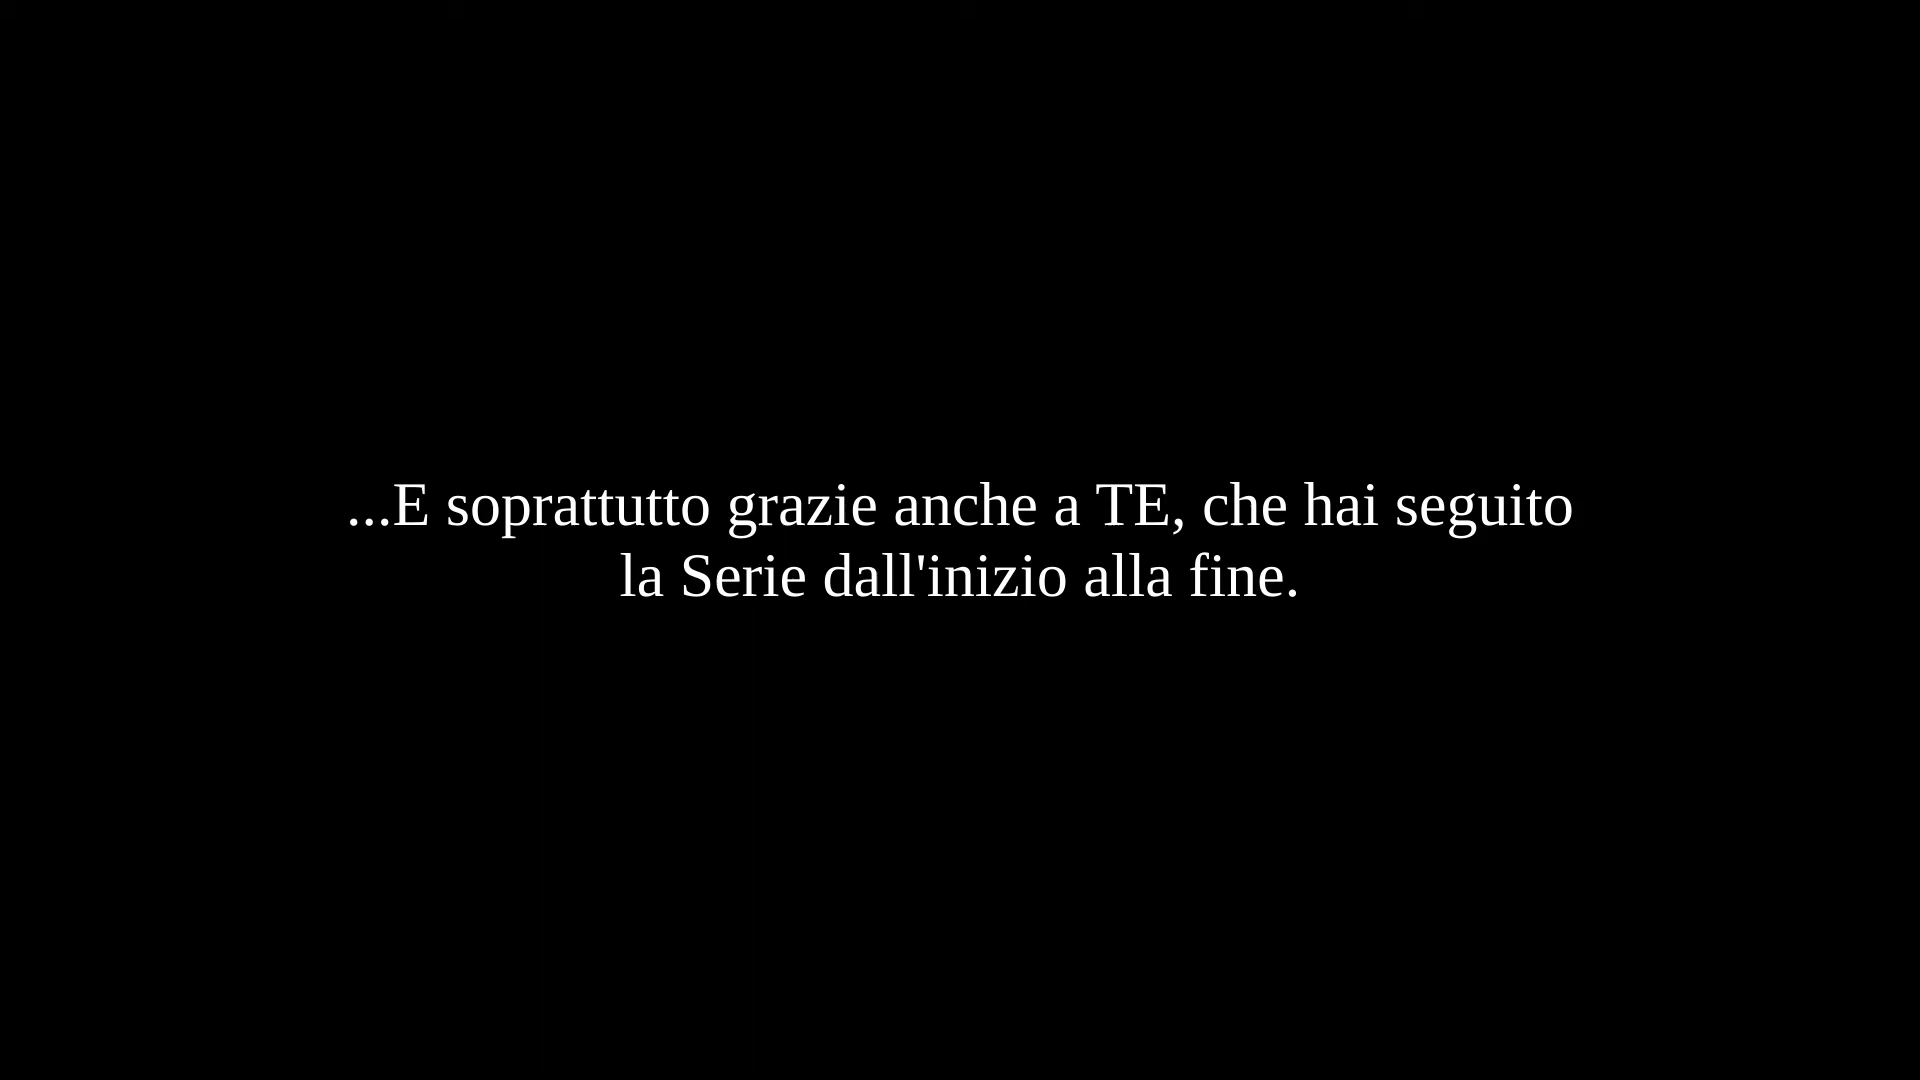 ...E soprattutto grazie anche a TE, che hai seguito
la Serie dall'inizio alla fine.